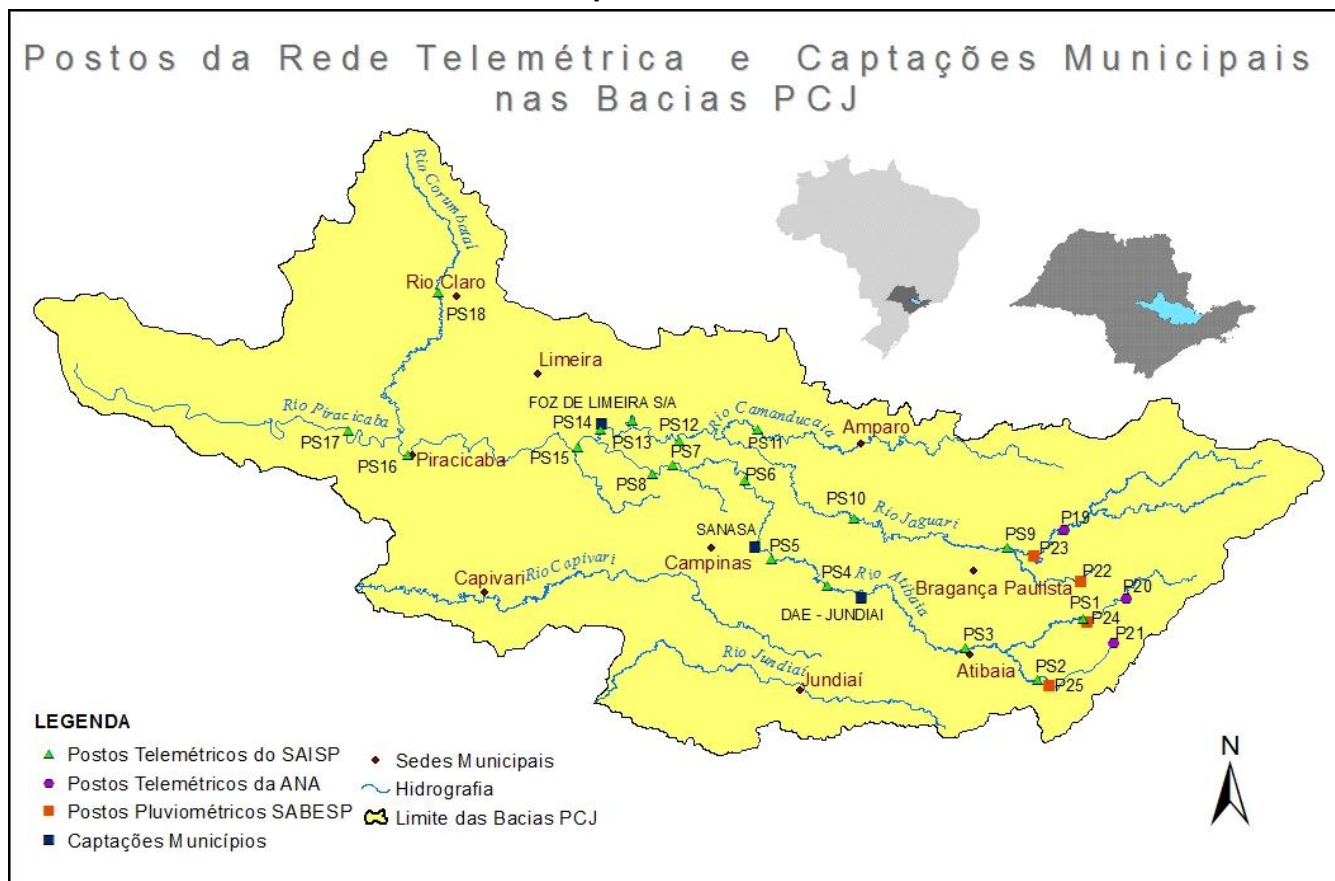 Postos da Rede Telemétrica e Captações Municipais
nas Bacias PCJ
Rio Corumbataí
Rio Claro
PS18
Limeira
FOZ DE LIMEIRA S/A
Rio Piracicaba
PS17
PS16
Piracicaba
PS15
PS14
PS13
PS12
PS7
PS8
Rio Camanducaia
PS11
Amparo
PS6
PS10
Rio Jaguari
PS9
P19
P23
P22
SANASA
PS5
Campinas
PS4
Rio Atibaia
Bragança Paulista
P20
PS1
P24
P21
DAE - JUNDIAI
Capivari
Rio Capivari
PS3
Atibaia
PS2
P25
Rio Jundiaí
Jundiaí
LEGENDA
Postos Telemétricos do SAISP
Postos Telemétricos da ANA
Postos Pluviométricos SABESP
Captações Municípios
Sedes Municipais
Hidrografia
Limite das Bacias PCJ
N